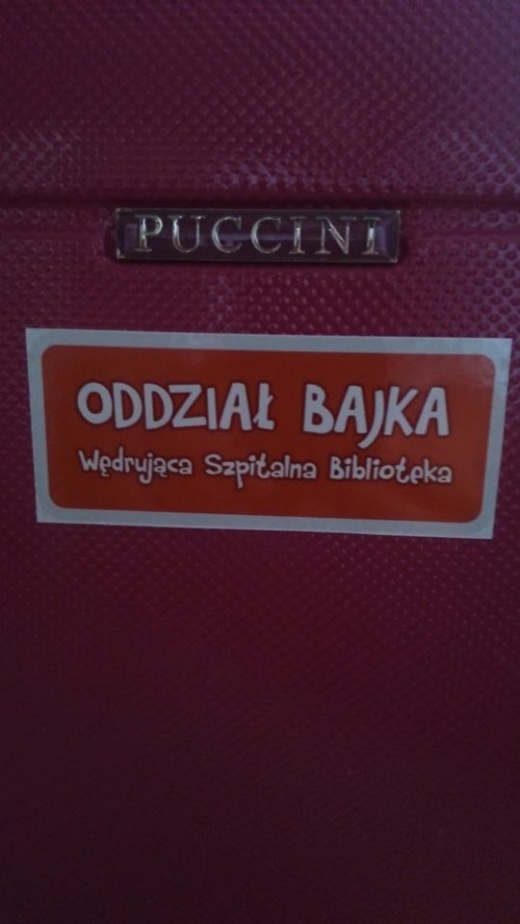 PUCCINI
ODDZIAŁ BAJKA
Wędrująca Szpitalna Biblioteka